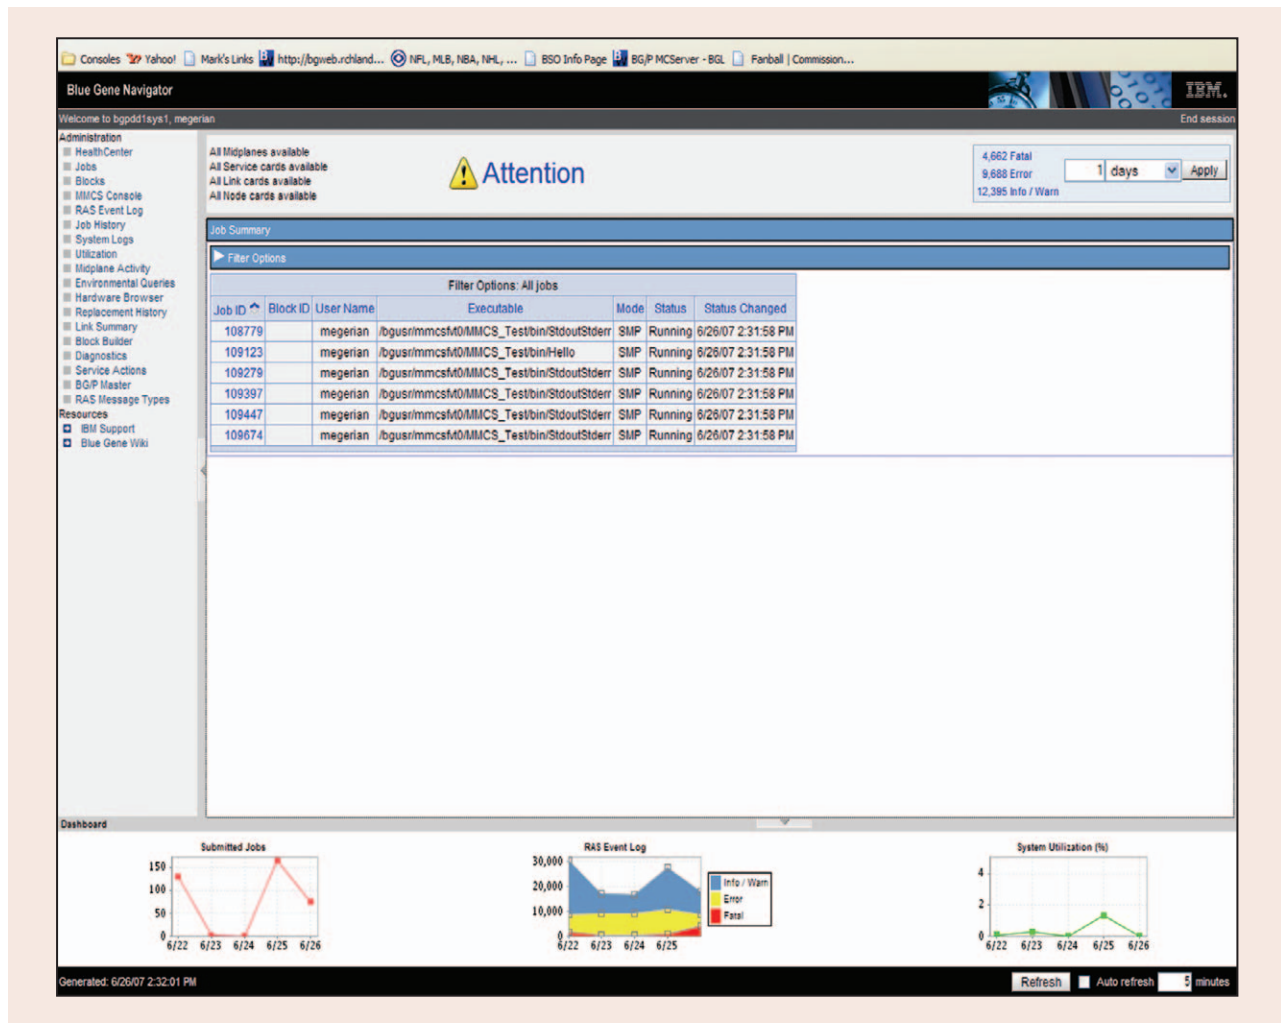 Consoles Yahoo! Mark's Links http://bgweb.rchland... NFL, MLB, NBA, NHL, ... BSO Info Page BG/P MCServer - BGL Fanball | Commission...
Blue Gene Navigator IBM.
Welcome to bgpdd1sys1, megerian End session
Administration
HealthCenter
Jobs
Blocks
MMCS Console
RAS Event Log
Job History
System Logs
Utilization
Midplane Activity
Environmental Queries
Hardware Browser
Replacement History
Link Summary
Block Builder
Diagnostics
Service Actions
BG/P Master
RAS Message Types
Resources
IBM Support
Blue Gene Wiki
All Midplanes available
All Service cards available
All Link cards available
All Node cards available
Attention
4,662 Fatal
9,688 Error
12,395 Info / Warn
1 days Apply
Job Summary
Filter Options
Filter Options: All jobs
Job ID Block ID User Name Executable Mode Status Status Changed
108779 megerian /bgusr/mmcsfvt0/MMCS_Test/bin/StdoutStderr SMP Running 6/26/07 2:31:58 PM
109123 megerian /bgusr/mmcsfvt0/MMCS_Test/bin/Hello SMP Running 6/26/07 2:31:58 PM
109279 megerian /bgusr/mmcsfvt0/MMCS_Test/bin/StdoutStderr SMP Running 6/26/07 2:31:58 PM
109397 megerian /bgusr/mmcsfvt0/MMCS_Test/bin/StdoutStderr SMP Running 6/26/07 2:31:58 PM
109447 megerian /bgusr/mmcsfvt0/MMCS_Test/bin/StdoutStderr SMP Running 6/26/07 2:31:58 PM
109674 megerian /bgusr/mmcsfvt0/MMCS_Test/bin/StdoutStderr SMP Running 6/26/07 2:31:58 PM
Dashboard
Submitted Jobs
150
100
50
0
6/22 6/23 6/24 6/25 6/26
RAS Event Log
30,000
20,000
10,000
0
6/22 6/23 6/24 6/25
Info / Warn
Error
Fatal
System Utilization (%)
4
2
0
6/22 6/23 6/24 6/25 6/26
Generated: 6/26/07 2:32:01 PM Refresh Auto refresh 5 minutes